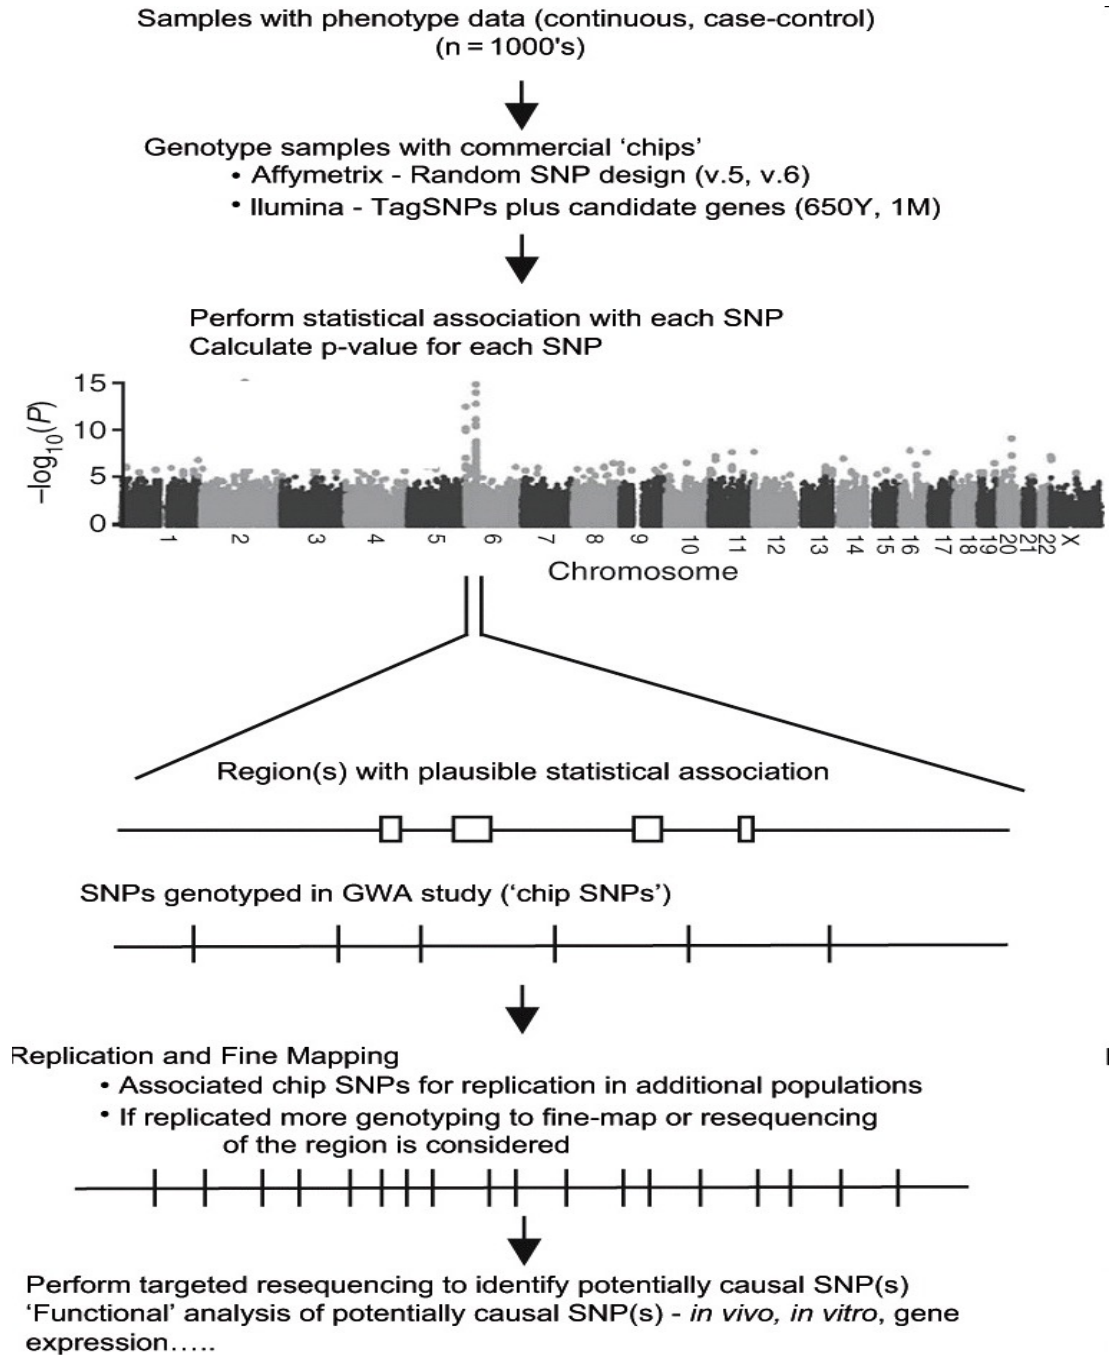 Samples with phenotype data (continuous, case-control)
(n = 1000's)
Genotype samples with commercial ‘chips’
• Affymetrix - Random SNP design (v.5, v.6)
• Ilumina - TagSNPs plus candidate genes (650Y, 1M)
Perform statistical association with each SNP
Calculate p-value for each SNP
–log10(P)
15
10
5
0
1 2 3 4 5 6 7 8 9 10 11 12 13 14 15 16 17 18 19 20 21 22 X
Chromosome
Region(s) with plausible statistical association
SNPs genotyped in GWA study (‘chip SNPs’)
Replication and Fine Mapping
• Associated chip SNPs for replication in additional populations
• If replicated more genotyping to fine-map or resequencing
of the region is considered
Perform targeted resequencing to identify potentially causal SNP(s)
‘Functional’ analysis of potentially causal SNP(s) - in vivo, in vitro, gene
expression…..